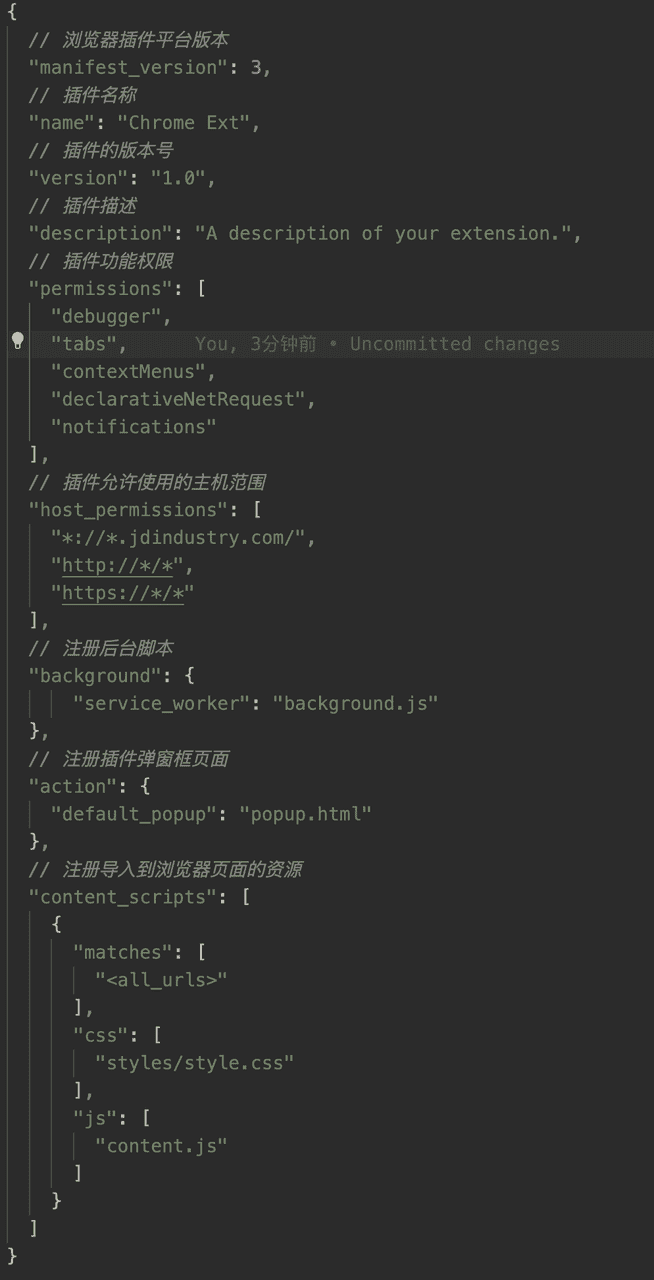 {
  // 浏览器插件平台版本
  "manifest_version": 3,
  // 插件名称
  "name": "Chrome Ext",
  // 插件的版本号
  "version": "1.0",
  // 插件描述
  "description": "A description of your extension.",
  // 插件功能权限
  "permissions": [
    "debugger",
    "tabs",      You, 3分钟前 • Uncommitted changes
    "contextMenus",
    "declarativeNetRequest",
    "notifications"
  ],
  // 插件允许使用的主机范围
  "host_permissions": [
    "*://*.jdindustry.com/",
    "http://*/*",
    "https://*/*"
  ],
  // 注册后台脚本
  "background": {
      "service_worker": "background.js"
  },
  // 注册插件弹窗框页面
  "action": {
    "default_popup": "popup.html"
  },
  // 注册导入到浏览器页面的资源
  "content_scripts": [
    {
      "matches": [
        "<all_urls>"
      ],
      "css": [
        "styles/style.css"
      ],
      "js": [
        "content.js"
      ]
    }
  ]
}